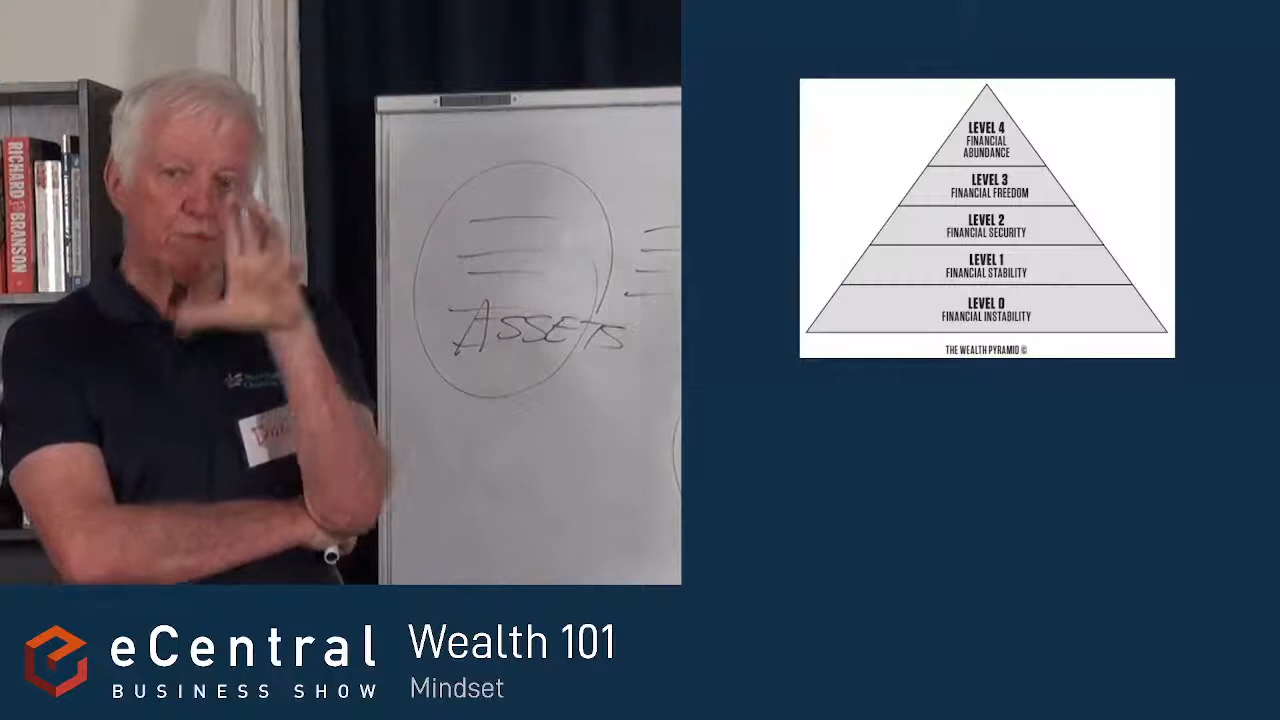 RICHARD BRANSON
ASSETS
LEVEL 4
FINANCIAL
ABUNDANCE
LEVEL 3
FINANCIAL FREEDOM
LEVEL 2
FINANCIAL SECURITY
LEVEL 1
FINANCIAL STABILITY
LEVEL 0
FINANCIAL INSTABILITY
THE WEALTH PYRAMID ©
eCentral
BUSINESS SHOW
Wealth 101
Mindset